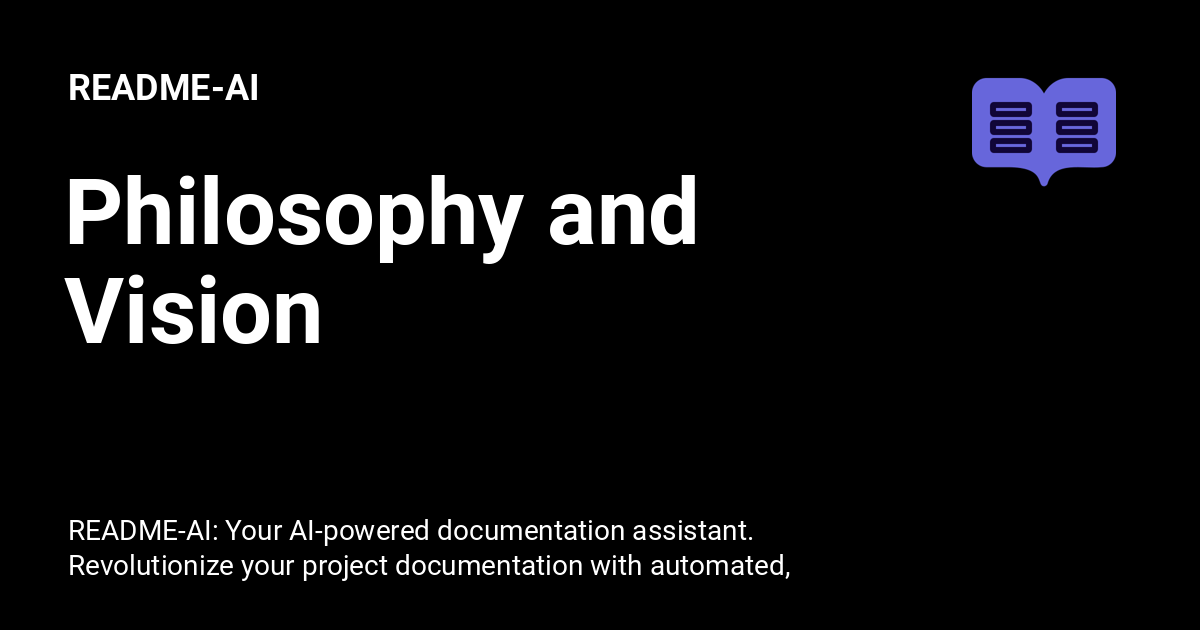 README-AI
Philosophy and
Vision
README-AI: Your AI-powered documentation assistant.
Revolutionize your project documentation with automated,